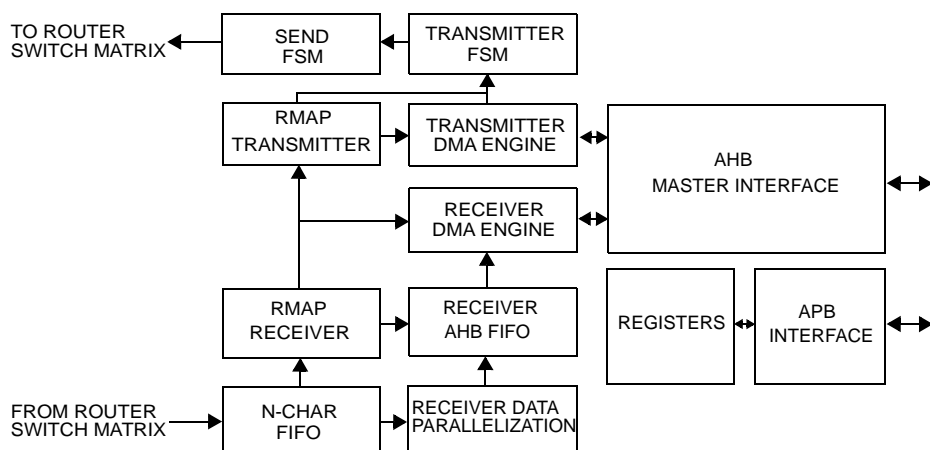 TO ROUTER
SWITCH MATRIX
SEND
FSM
TRANSMITTER
FSM
RMAP
TRANSMITTER
TRANSMITTER
DMA ENGINE
AHB
MASTER INTERFACE
RECEIVER
DMA ENGINE
RMAP
RECEIVER
RECEIVER
AHB FIFO
REGISTERS
APB
INTERFACE
FROM ROUTER
SWITCH MATRIX
N-CHAR
FIFO
RECEIVER DATA
PARALLELIZATION